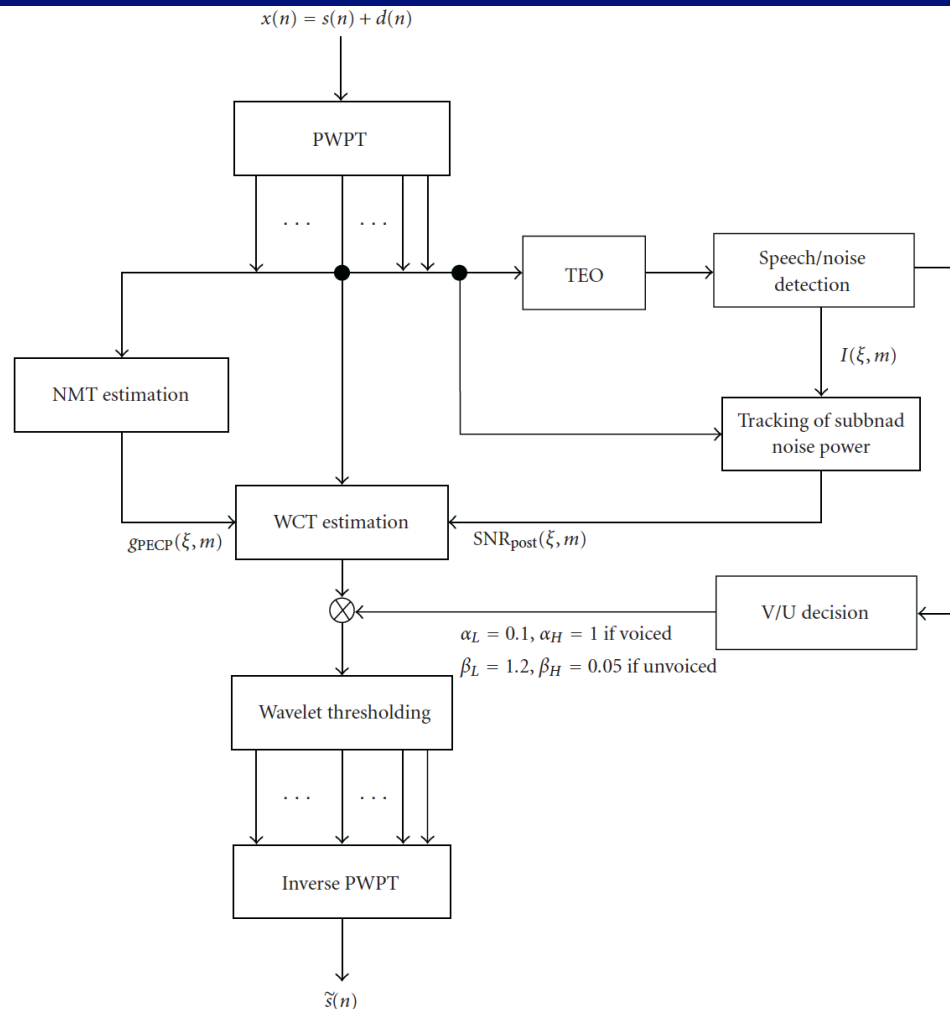 x(n) = s(n) + d(n)
PWPT
. . .
. . .
TEO
Speech/noise
detection
I(ξ, m)
NMT estimation
Tracking of subbnad
noise power
WCT estimation
g_PECP(ξ, m)
SNR_post(ξ, m)
V/U decision
α_L = 0.1, α_H = 1 if voiced
β_L = 1.2, β_H = 0.05 if unvoiced
Wavelet thresholding
. . .
. . .
Inverse PWPT
s̃(n)